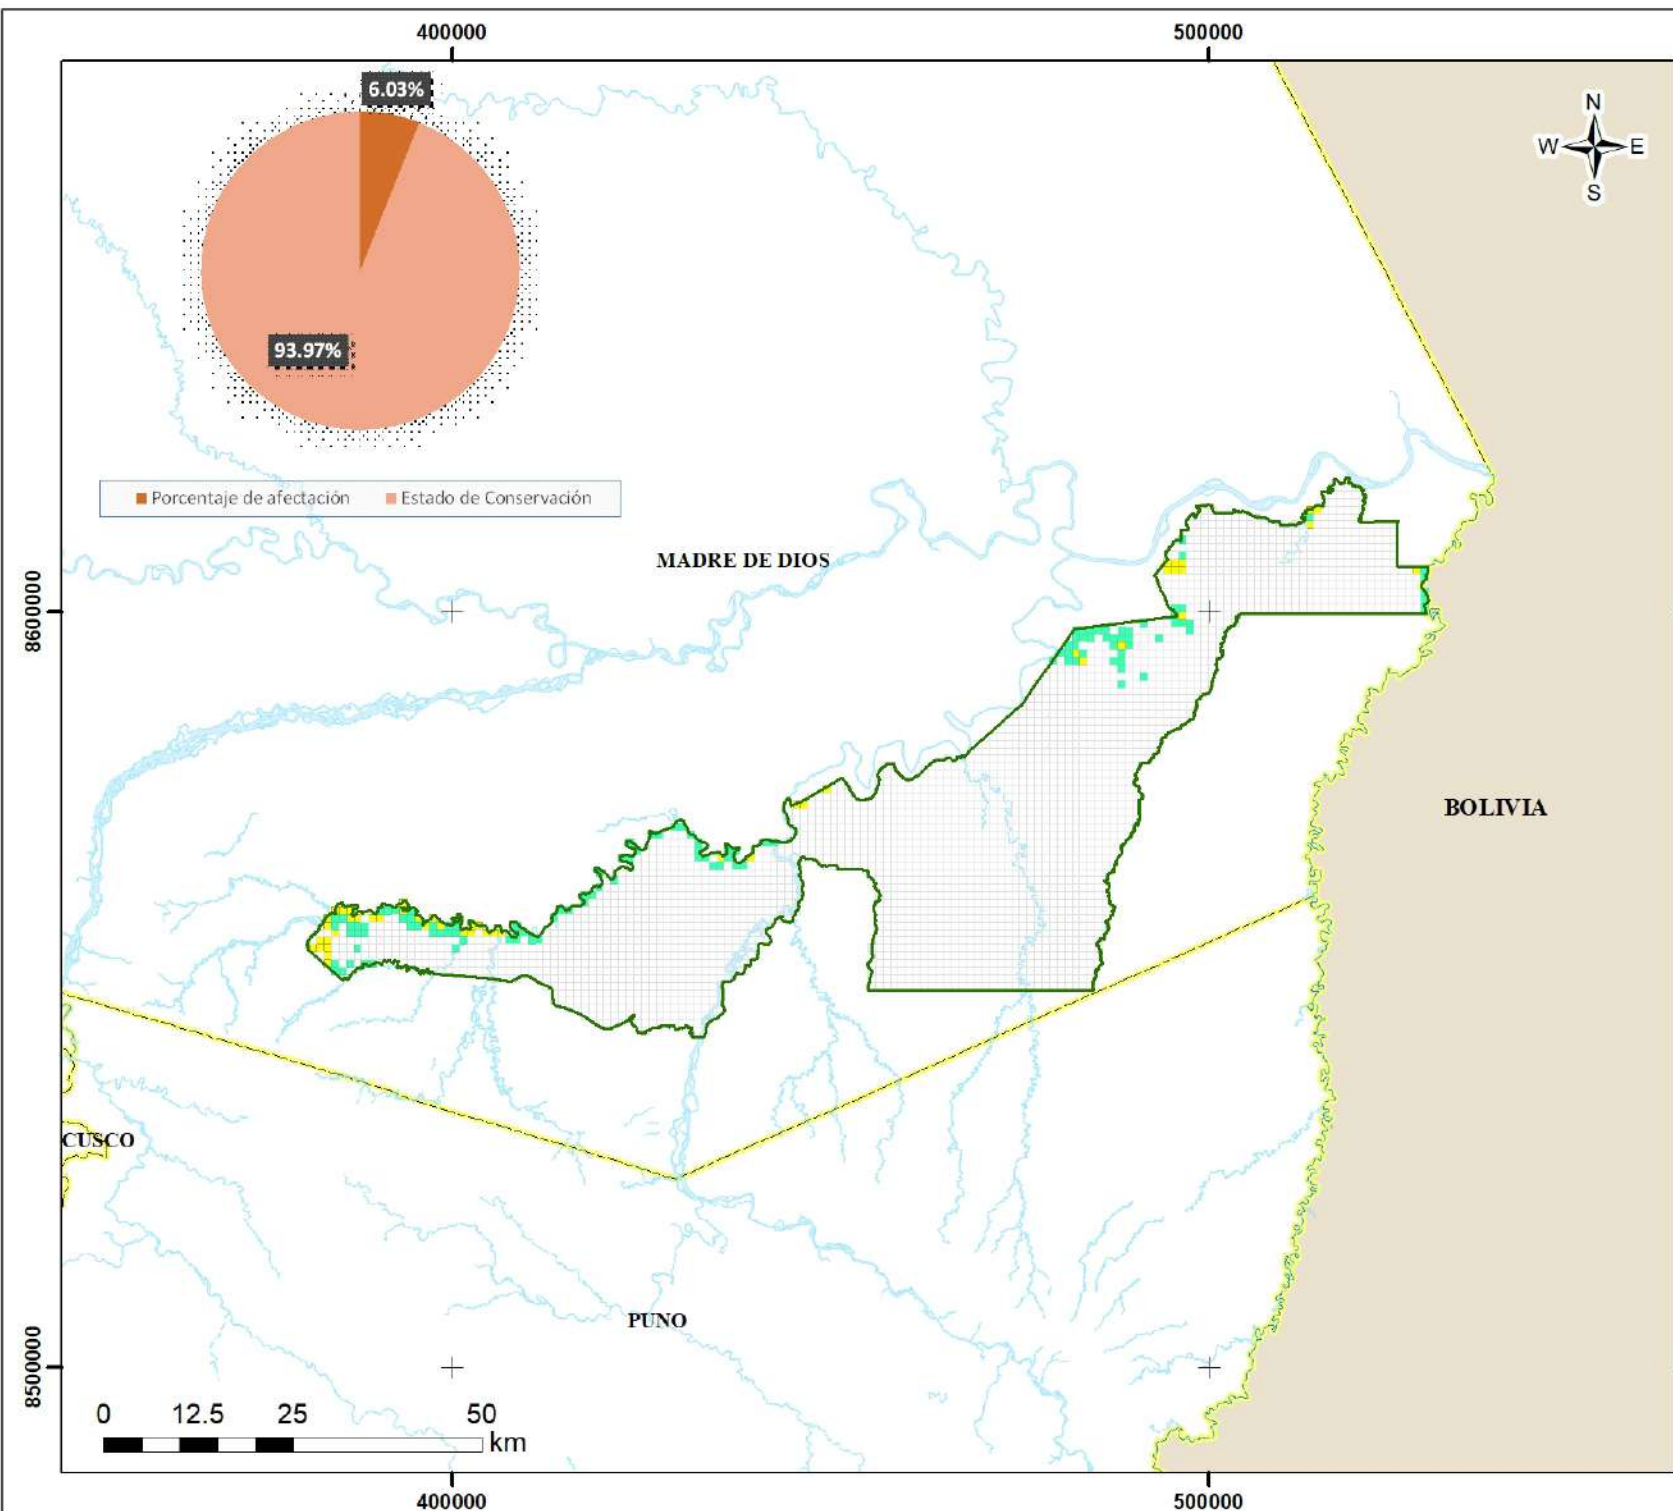 400000 500000
6.03%
N
W E
S
93.97%
Porcentaje de afectación Estado de Conservación
MADRE DE DIOS
8600000
BOLIVIA
CUSCO
PUNO
8500000
0 12.5 25 50
km
400000 500000